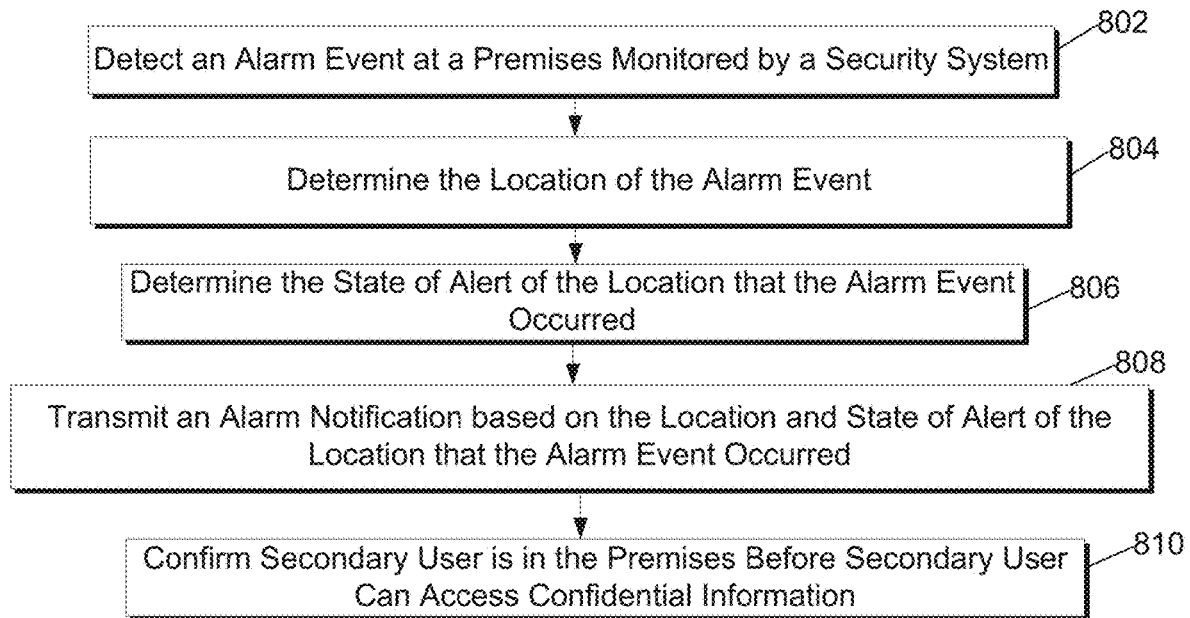 802
Detect an Alarm Event at a Premises Monitored by a Security System
804
Determine the Location of the Alarm Event
Determine the State of Alert of the Location that the Alarm Event
Occurred
806
808
Transmit an Alarm Notification based on the Location and State of Alert of the
Location that the Alarm Event Occurred
Confirm Secondary User is in the Premises Before Secondary User
Can Access Confidential Information
810